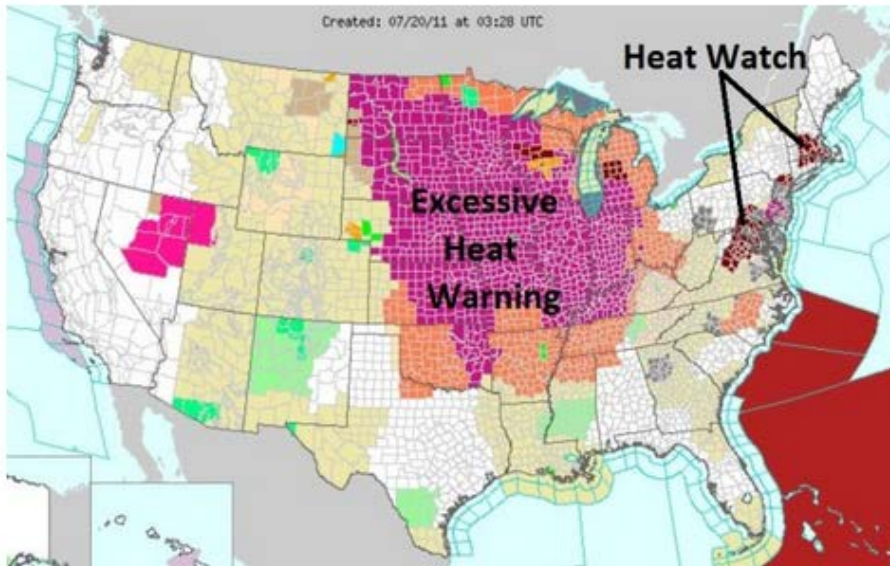 Created: 07/20/11 at 03:28 UTC
Heat Watch
Excessive
Heat
Warning